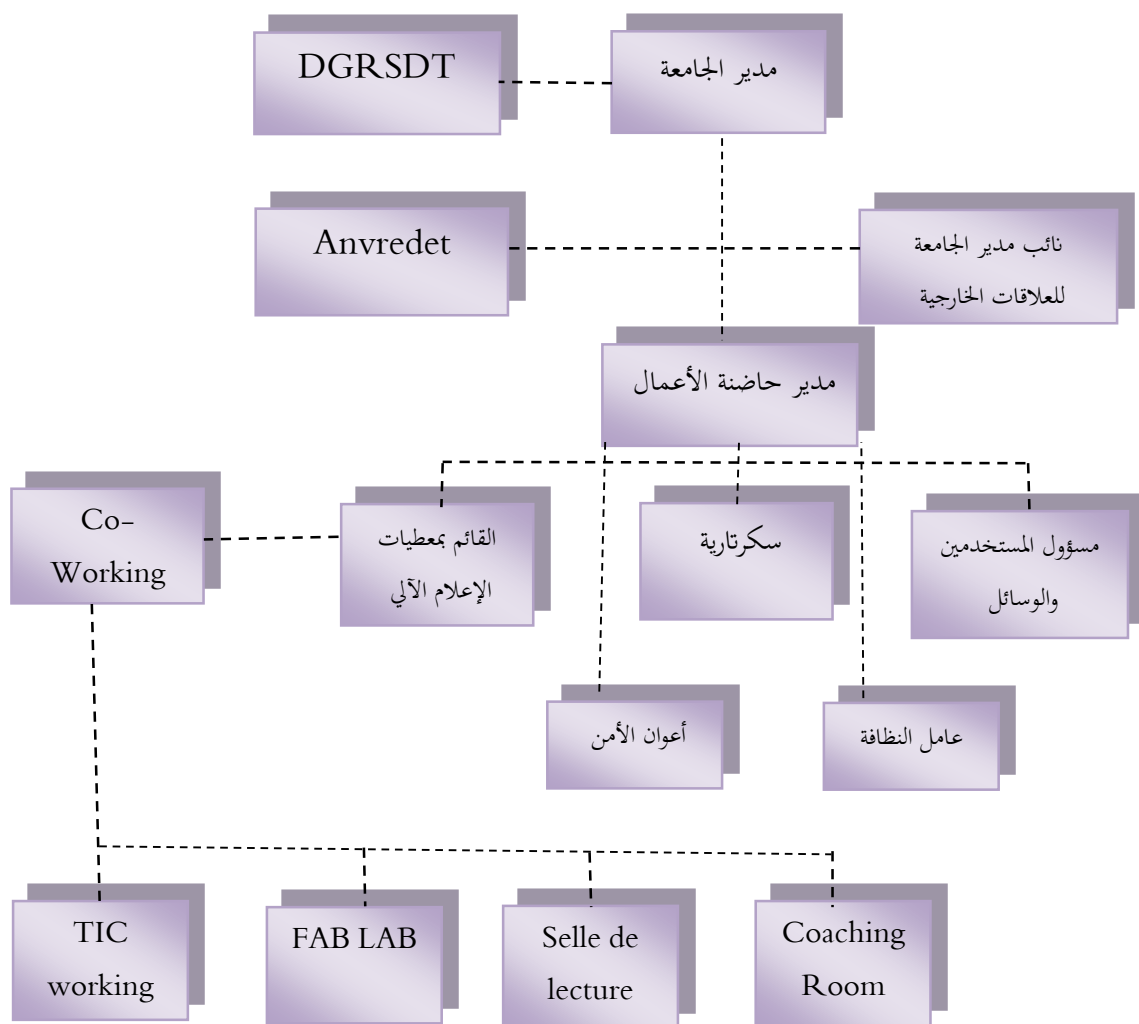 DGRSDT
مدير الجامعة
Anvredet
نائب مدير الجامعة
للعلاقات الخارجية
مدير حاضنة الأعمال
Co-
Working
القائم بمعطيات
الإعلام الآلي
سكرتارية
مسؤول المستخدمين
والوسائل
أعوان الأمن
عامل النظافة
TIC
working
FAB LAB
Selle de
lecture
Coaching
Room